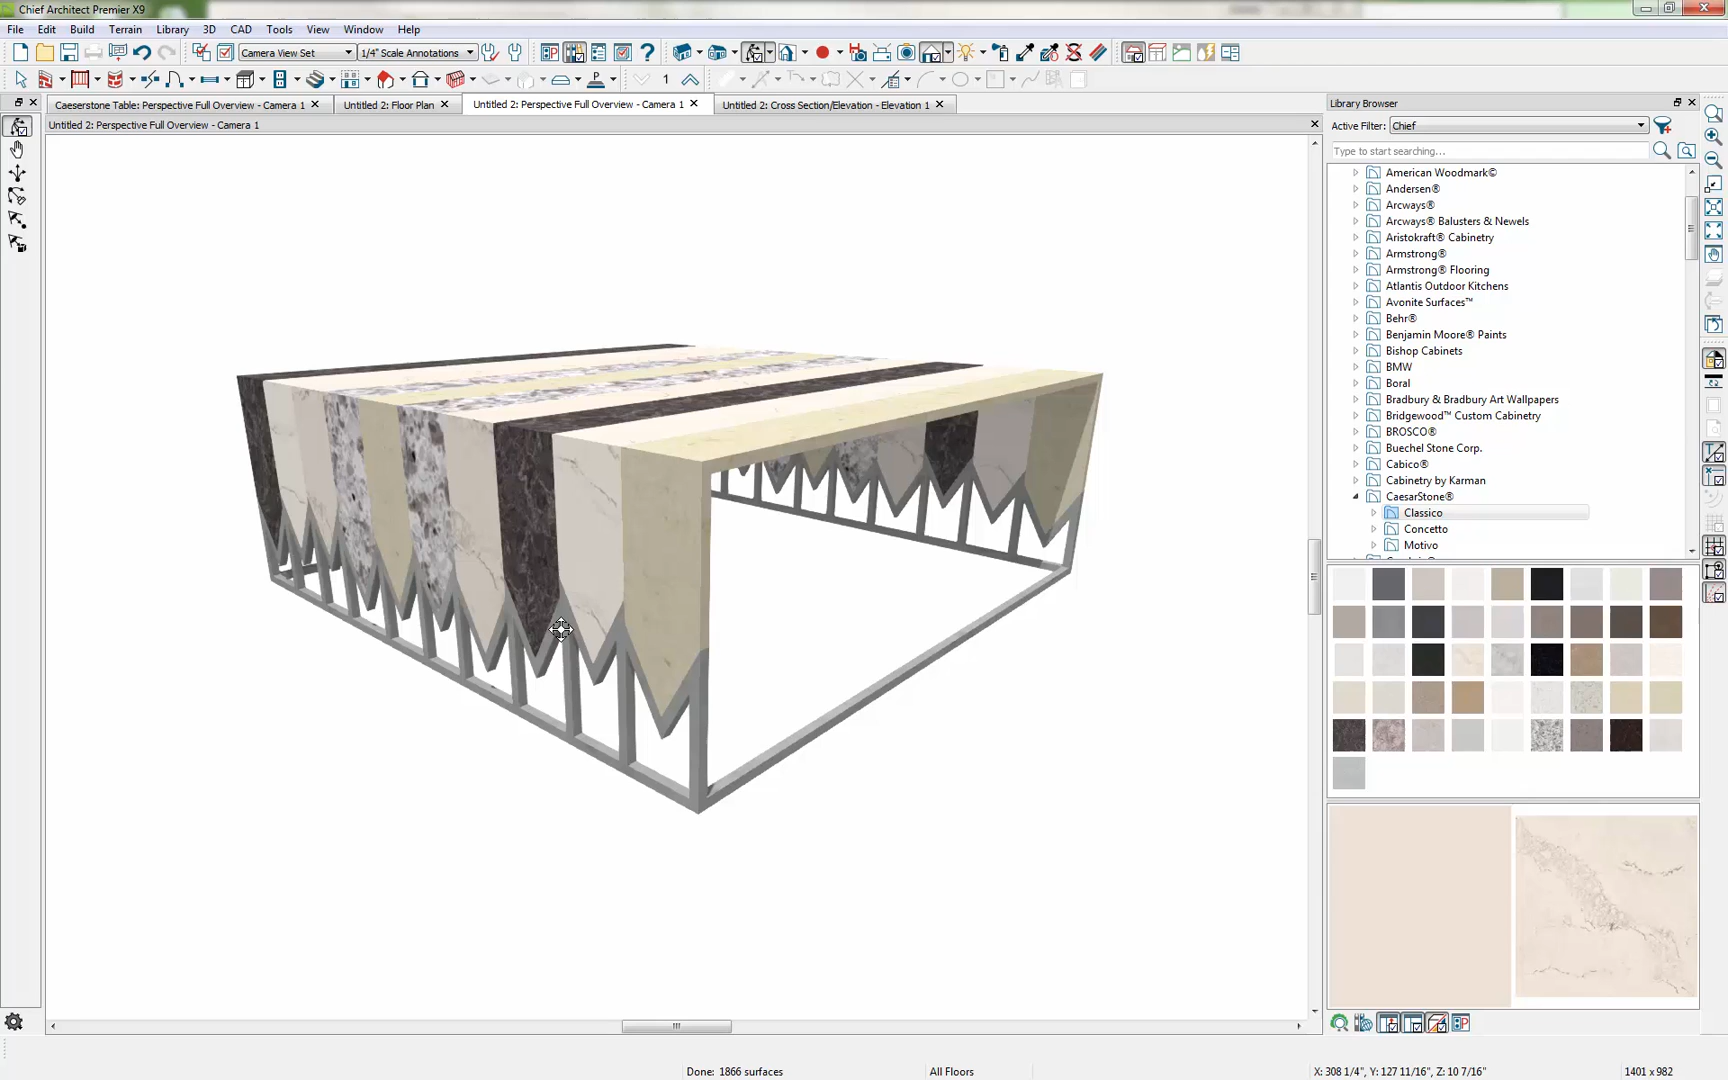 Chief Architect Premier X9
File Edit Build Terrain Library 3D CAD Tools View Window Help
Camera View Set 1/4" Scale Annotations
1
Caeserstone Table: Perspective Full Overview - Camera 1 Untitled 2: Floor Plan Untitled 2: Perspective Full Overview - Camera 1 Untitled 2: Cross Section/Elevation - Elevation 1
Untitled 2: Perspective Full Overview - Camera 1
Library Browser
Active Filter: Chief
Type to start searching...
American Woodmark©
Andersen®
Arcways®
Arcways® Balusters & Newels
Aristokraft® Cabinetry
Armstrong®
Armstrong® Flooring
Atlantis Outdoor Kitchens
Avonite Surfaces™
Behr®
Benjamin Moore® Paints
Bishop Cabinets
BMW
Boral
Bradbury & Bradbury Art Wallpapers
Bridgewood™ Custom Cabinetry
BROSCO®
Buechel Stone Corp.
Cabico®
Cabinetry by Karman
CaesarStone®
Classico
Concetto
Motivo
Done: 1866 surfaces All Floors X: 308 1/4", Y: 127 11/16", Z: 10 7/16" 1401 x 982